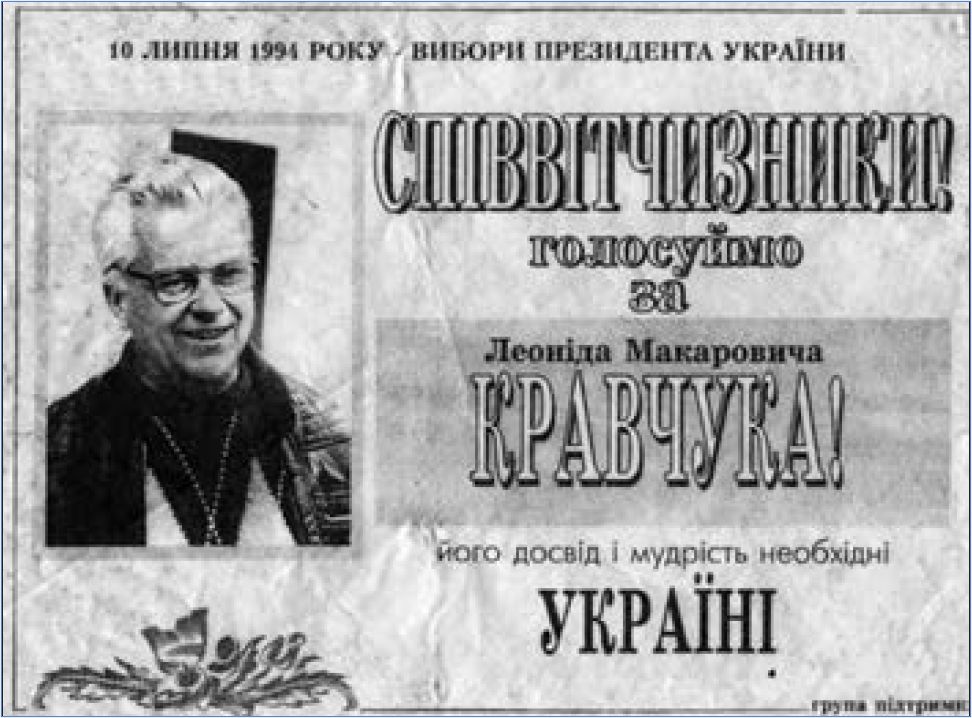 10 ЛИПНЯ 1994 РОКУ - ВИБОРИ ПРЕЗИДЕНТА УКРАЇНИ
СПІВВІТЧИЗНИКИ!
голосуймо
за
Леоніда Макаровича
КРАВЧУКА!
його досвід і мудрість необхідні
УКРАЇНІ.
група підтримк